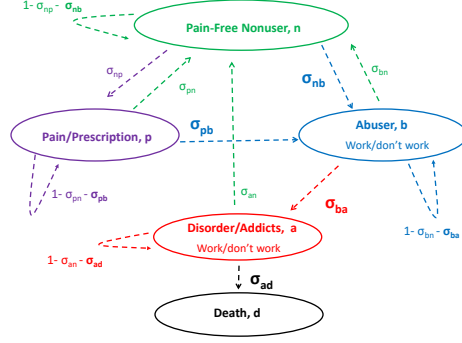 1- σnp - σnb
Pain-Free Nonuser, n
σnp
σpn
σnb
σbn
Pain/Prescription, p
σpb
Abuser, b
Work/don't work
1- σpn - σpb
σan
σba
1- σbn - σba
Disorder/Addicts, a
Work/don't work
1- σan - σad
σad
Death, d